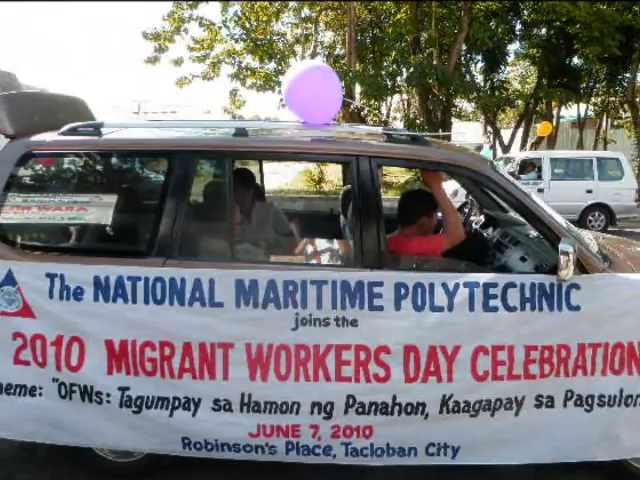 The NATIONAL MARITIME POLYTECHNIC
joins the
2010 MIGRANT WORKERS DAY CELEBRATION
heme: "OFWs: Tagumpay sa Hamon ng Panahon, Kaagapay sa Pagsulon
JUNE 7, 2010
Robinson's Place, Tacloban City